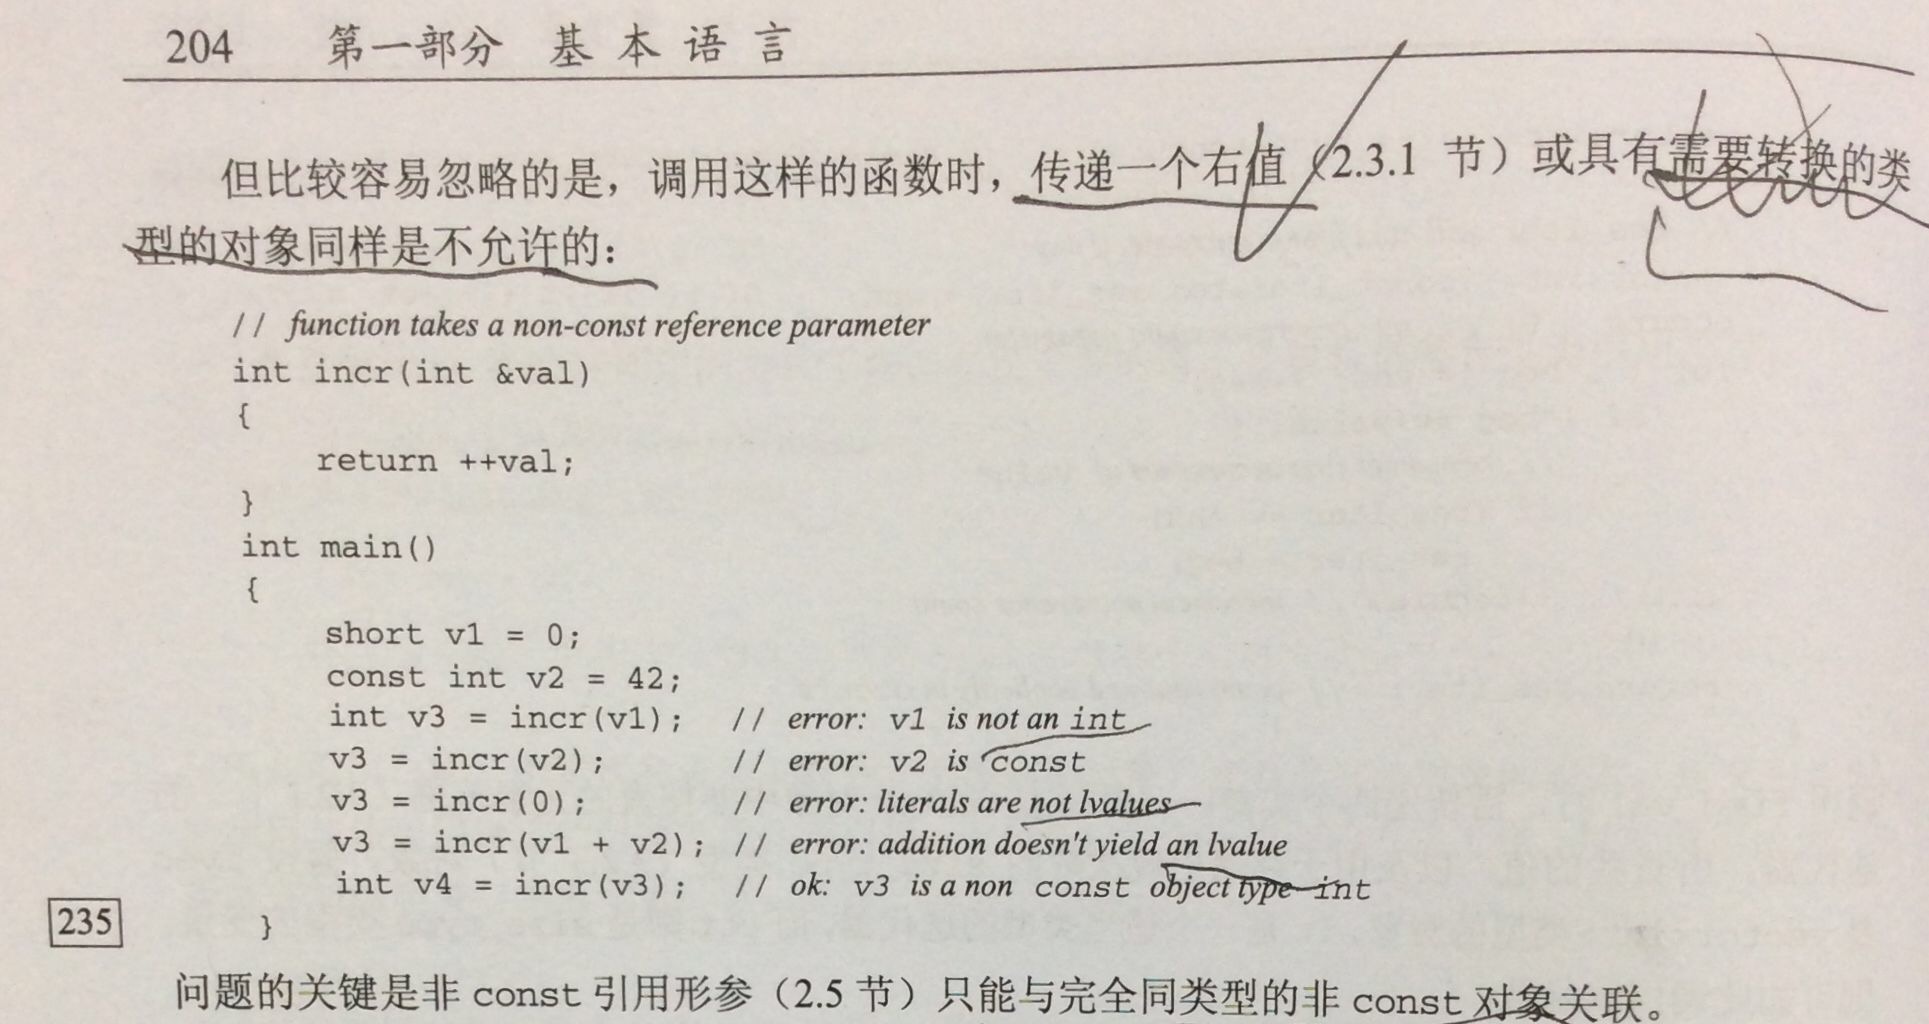 204 第一部分 基本语言
但比较容易忽略的是，调用这样的函数时，传递一个右值（2.3.1 节）或具有需要转换的类
型的对象同样是不允许的：
// function takes a non-const reference parameter
int incr(int &val)
{
return ++val;
}
int main()
{
short v1 = 0;
const int v2 = 42;
int v3 = incr(v1); // error: v1 is not an int
v3 = incr(v2); // error: v2 is const
v3 = incr(0); // error: literals are not lvalues
v3 = incr(v1 + v2); // error: addition doesn't yield an lvalue
int v4 = incr(v3); // ok: v3 is a non const object type int
235 }
问题的关键是非 const 引用形参（2.5 节）只能与完全同类型的非 const 对象关联。